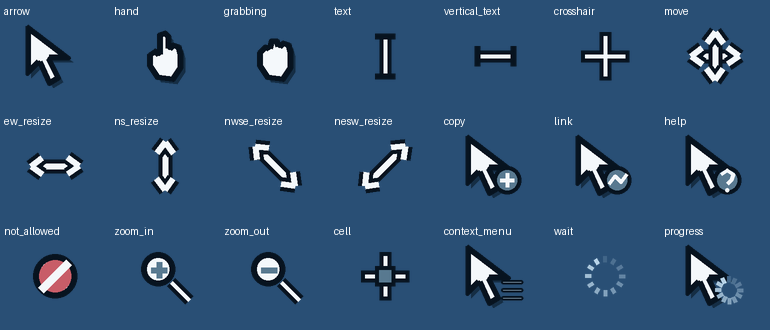 arrow
hand
grabbing
text
vertical_text
crosshair
move
ew_resize
ns_resize
nwse_resize
nesw_resize
copy
link
help
not_allowed
zoom_in
zoom_out
cell
context_menu
wait
progress